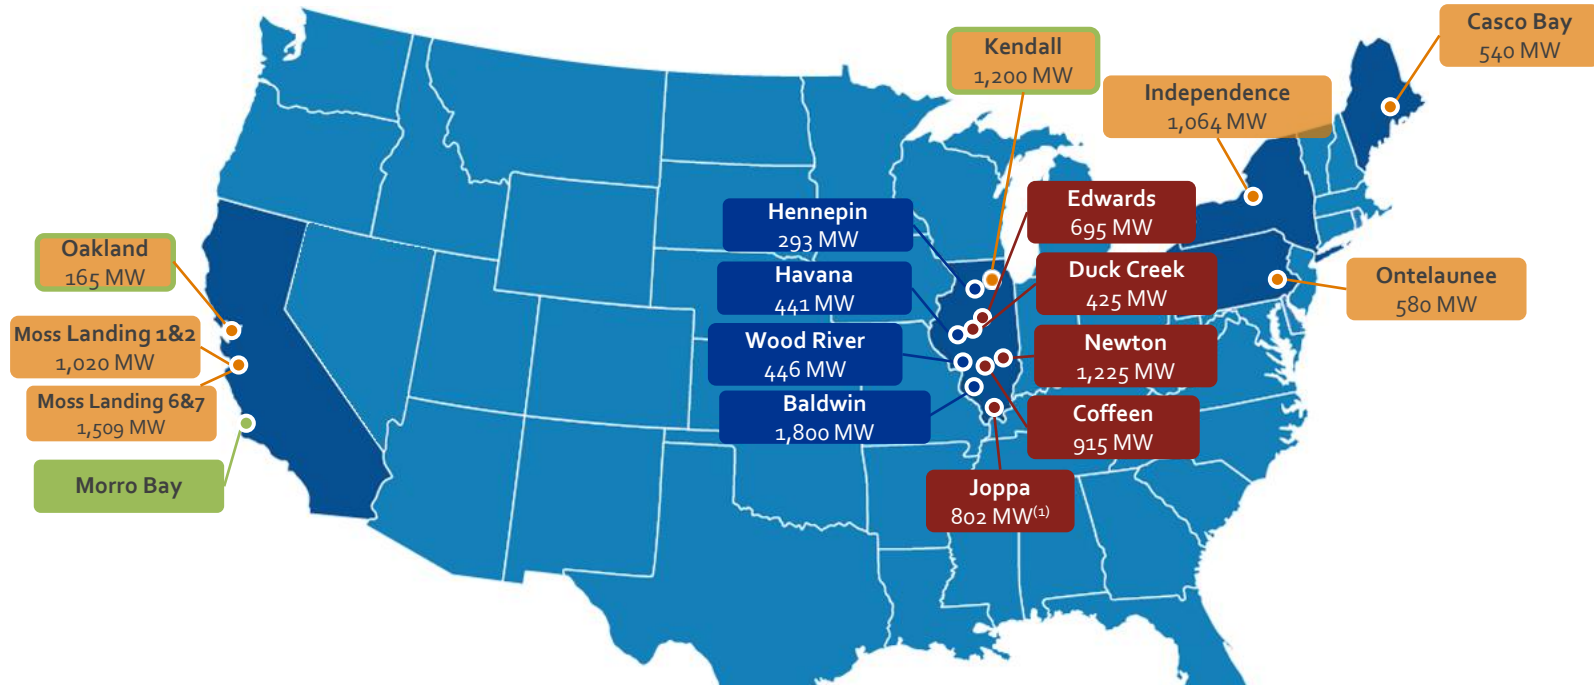 Casco Bay
540 MW
Kendall
1,200 MW
Independence
1,064 MW
Hennepin
293 MW
Edwards
695 MW
Oakland
165 MW
Havana
441 MW
Duck Creek
425 MW
Ontelaunee
580 MW
Moss Landing 1&2
1,020 MW
Wood River
446 MW
Newton
1,225 MW
Moss Landing 6&7
1,509 MW
Baldwin
1,800 MW
Coffeen
915 MW
Morro Bay
Joppa
802 MW(1)